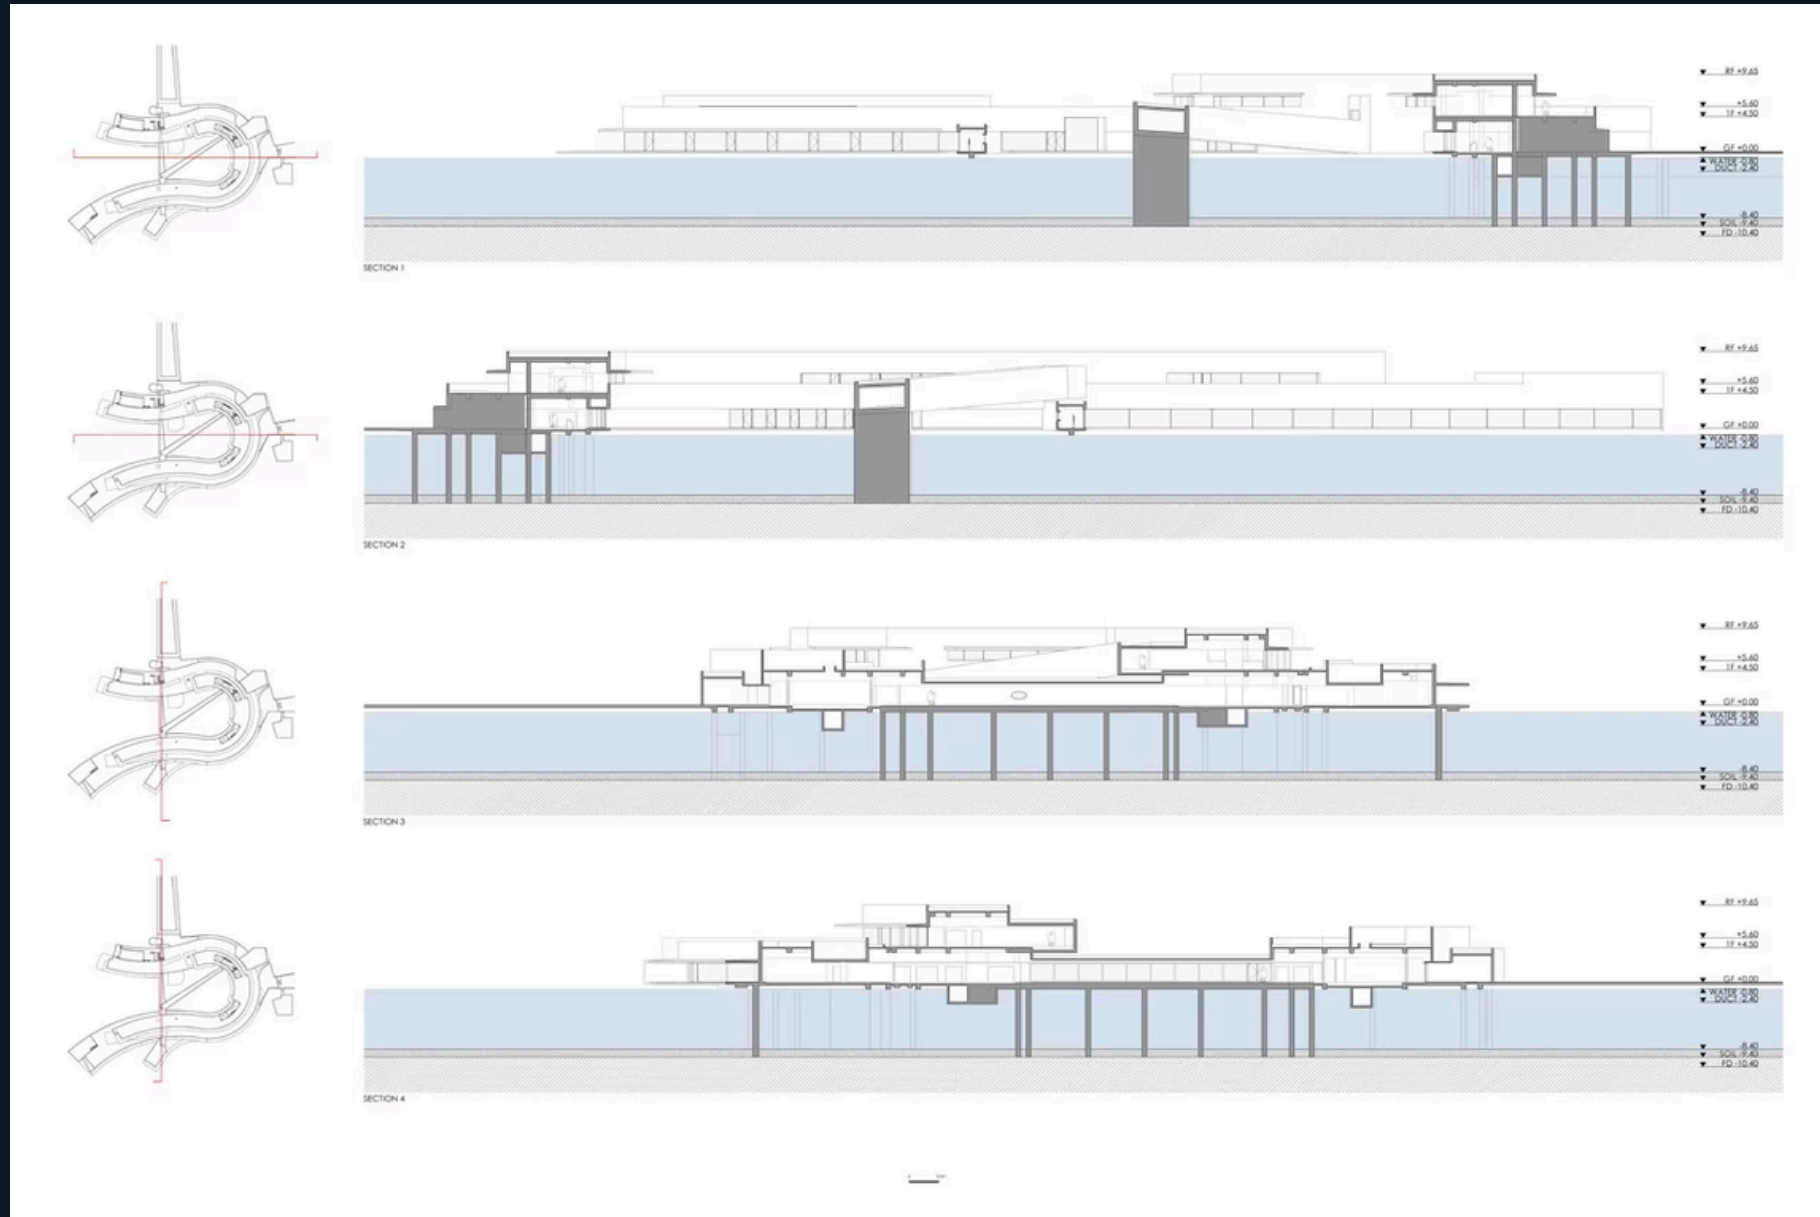 RF +9.65
+5.60
1F +4.50
GF +0.00
WATER -0.80
DUCT -2.40
-8.40
SOIL -9.40
FD -10.40
SECTION 1
RF +9.65
+5.60
1F +4.50
GF +0.00
WATER -0.80
DUCT -2.40
-8.40
SOIL -9.40
FD -10.40
SECTION 2
RF +9.65
+5.60
1F +4.50
GF +0.00
WATER -0.80
DUCT -2.40
-8.40
SOIL -9.40
FD -10.40
SECTION 3
RF +9.65
+5.60
1F +4.50
GF +0.00
WATER -0.80
DUCT -2.40
-8.40
SOIL -9.40
FD -10.40
SECTION 4